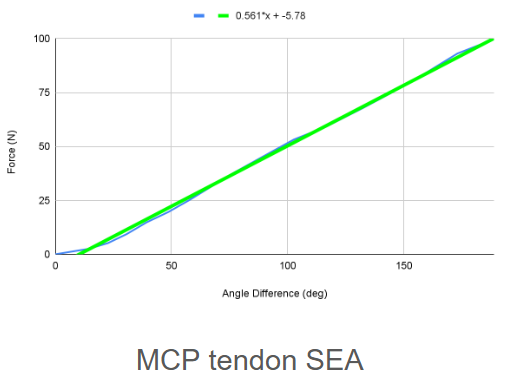 0.561*x + -5.78
100
75
50
25
0
0
50
100
150
Force (N)
Angle Difference (deg)
MCP tendon SEA